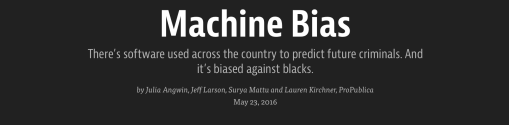 Machine Bias
There's software used across the country to predict future criminals. And
it's biased against blacks.
by Julia Angwin, Jeff Larson, Surya Mattu and Lauren Kirchner, ProPublica
May 23, 2016